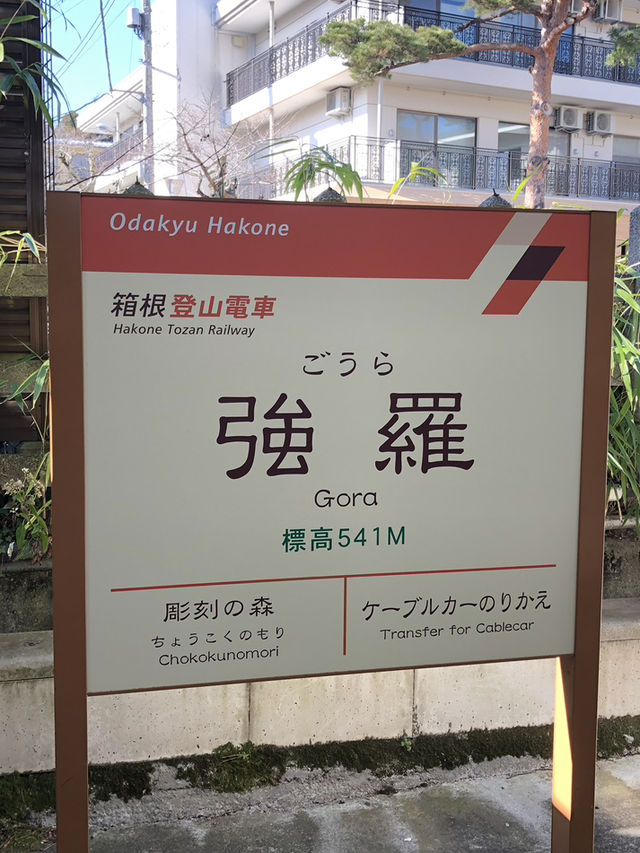 Odakyu Hakone
箱根登山電車
Hakone Tozan Railway
ごうら
強羅
Gora
標高541M
彫刻の森
ちょうこくのもり
Chokokunomori
ケーブルカーのりかえ
Transfer for Cablecar